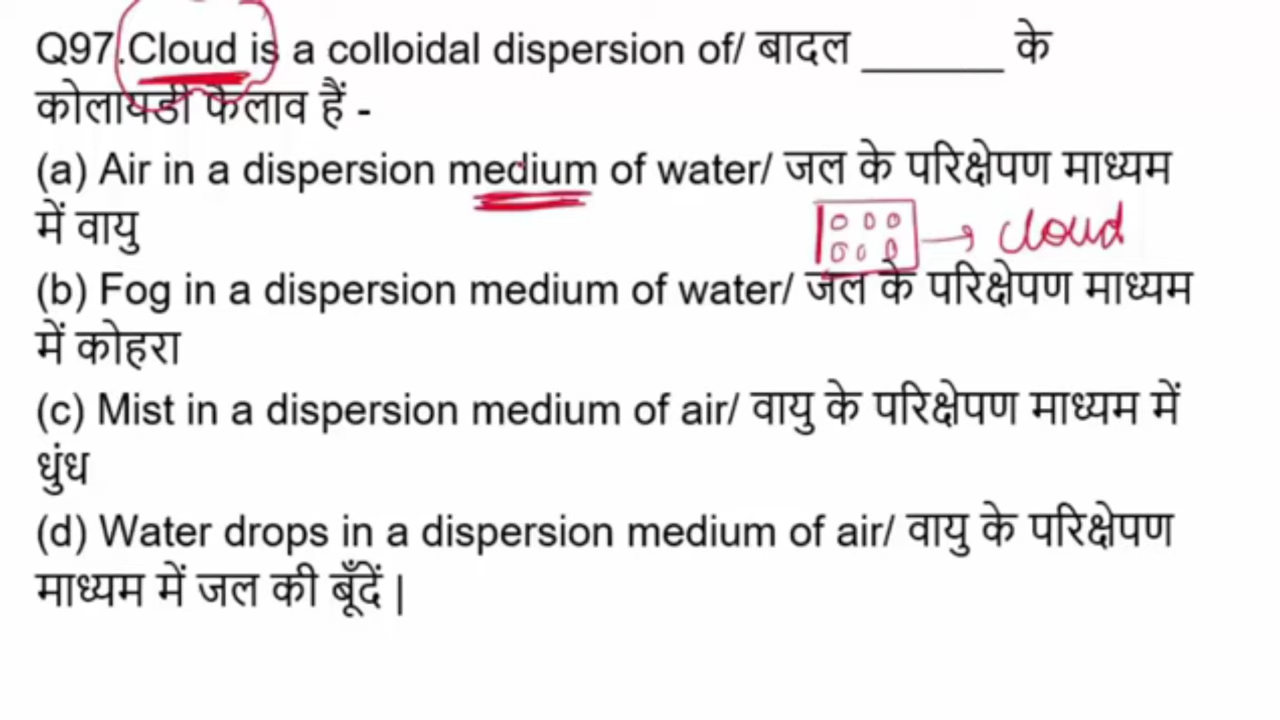 Q97.Cloud is a colloidal dispersion of/ बादल ______ के
कोलायडी फैलाव हैं -
(a) Air in a dispersion medium of water/ जल के परिक्षेपण माध्यम
में वायु
cloud
(b) Fog in a dispersion medium of water/ जल के परिक्षेपण माध्यम
में कोहरा
(c) Mist in a dispersion medium of air/ वायु के परिक्षेपण माध्यम में
धुंध
(d) Water drops in a dispersion medium of air/ वायु के परिक्षेपण
माध्यम में जल की बूँदें |